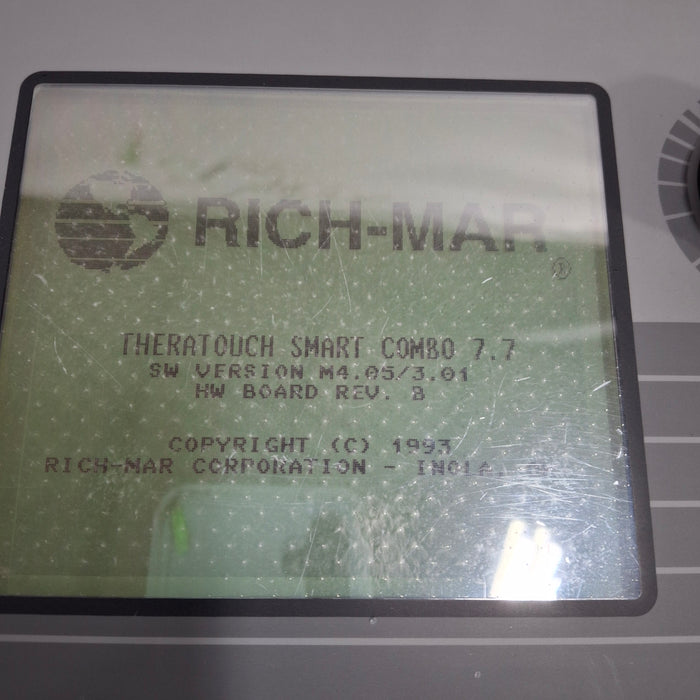 RICH-MAR
®
THERATOUCH SMART COMBO 7.7
SW VERSION M4.05/3.01
HW BOARD REV. B
COPYRIGHT (C) 1993
RICH-MAR CORPORATION - INOLA,